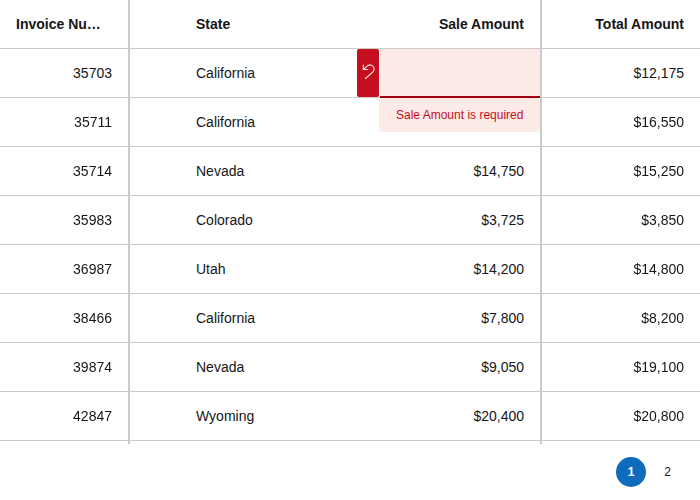 Invoice Nu… State Sale Amount Total Amount
35703 California $12,175
35711 California Sale Amount is required $16,550
35714 Nevada $14,750 $15,250
35983 Colorado $3,725 $3,850
36987 Utah $14,200 $14,800
38466 California $7,800 $8,200
39874 Nevada $9,050 $19,100
42847 Wyoming $20,400 $20,800
1 2